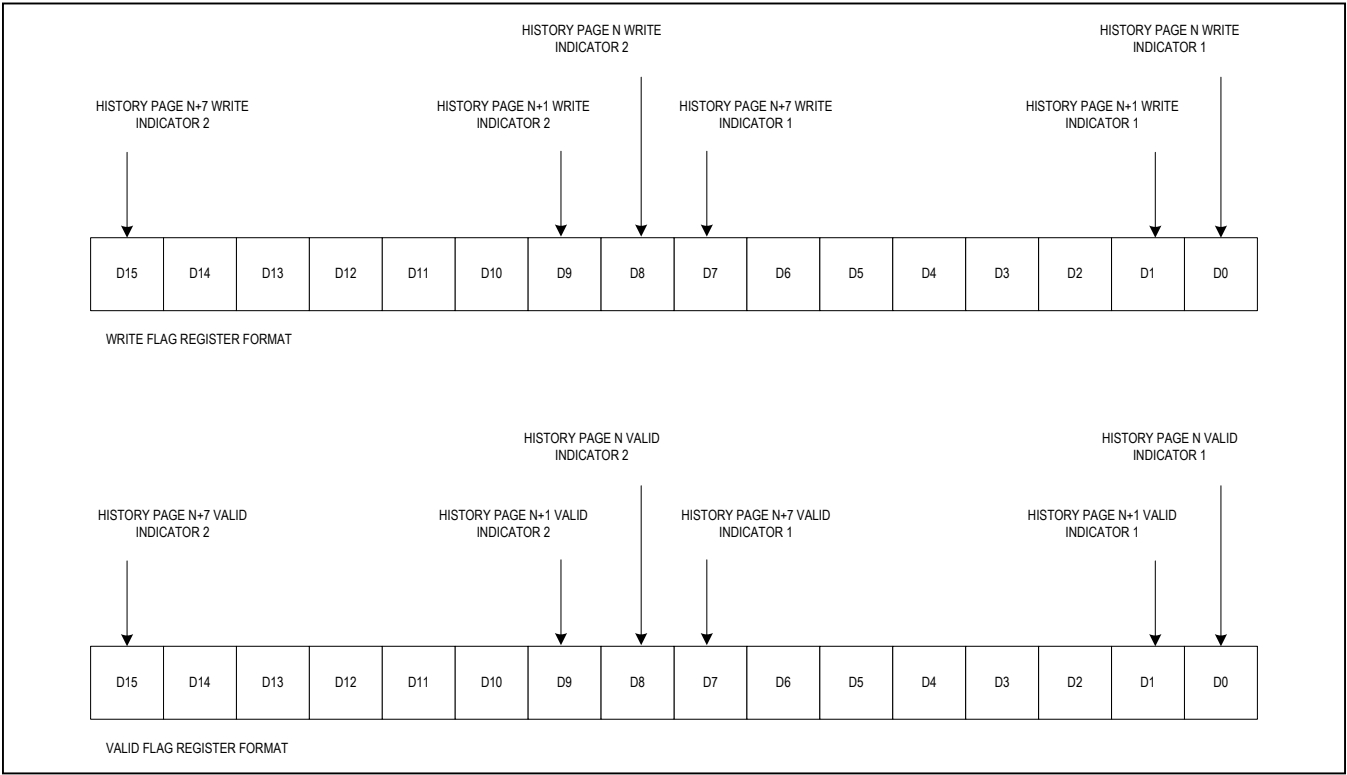 HISTORY PAGE N WRITE
INDICATOR 2
HISTORY PAGE N WRITE
INDICATOR 1
HISTORY PAGE N+7 WRITE
INDICATOR 2
HISTORY PAGE N+1 WRITE
INDICATOR 2
HISTORY PAGE N+7 WRITE
INDICATOR 1
HISTORY PAGE N+1 WRITE
INDICATOR 1
D15 D14 D13 D12 D11 D10 D9 D8 D7 D6 D5 D4 D3 D2 D1 D0
WRITE FLAG REGISTER FORMAT
HISTORY PAGE N VALID
INDICATOR 2
HISTORY PAGE N VALID
INDICATOR 1
HISTORY PAGE N+7 VALID
INDICATOR 2
HISTORY PAGE N+1 VALID
INDICATOR 2
HISTORY PAGE N+7 VALID
INDICATOR 1
HISTORY PAGE N+1 VALID
INDICATOR 1
D15 D14 D13 D12 D11 D10 D9 D8 D7 D6 D5 D4 D3 D2 D1 D0
VALID FLAG REGISTER FORMAT